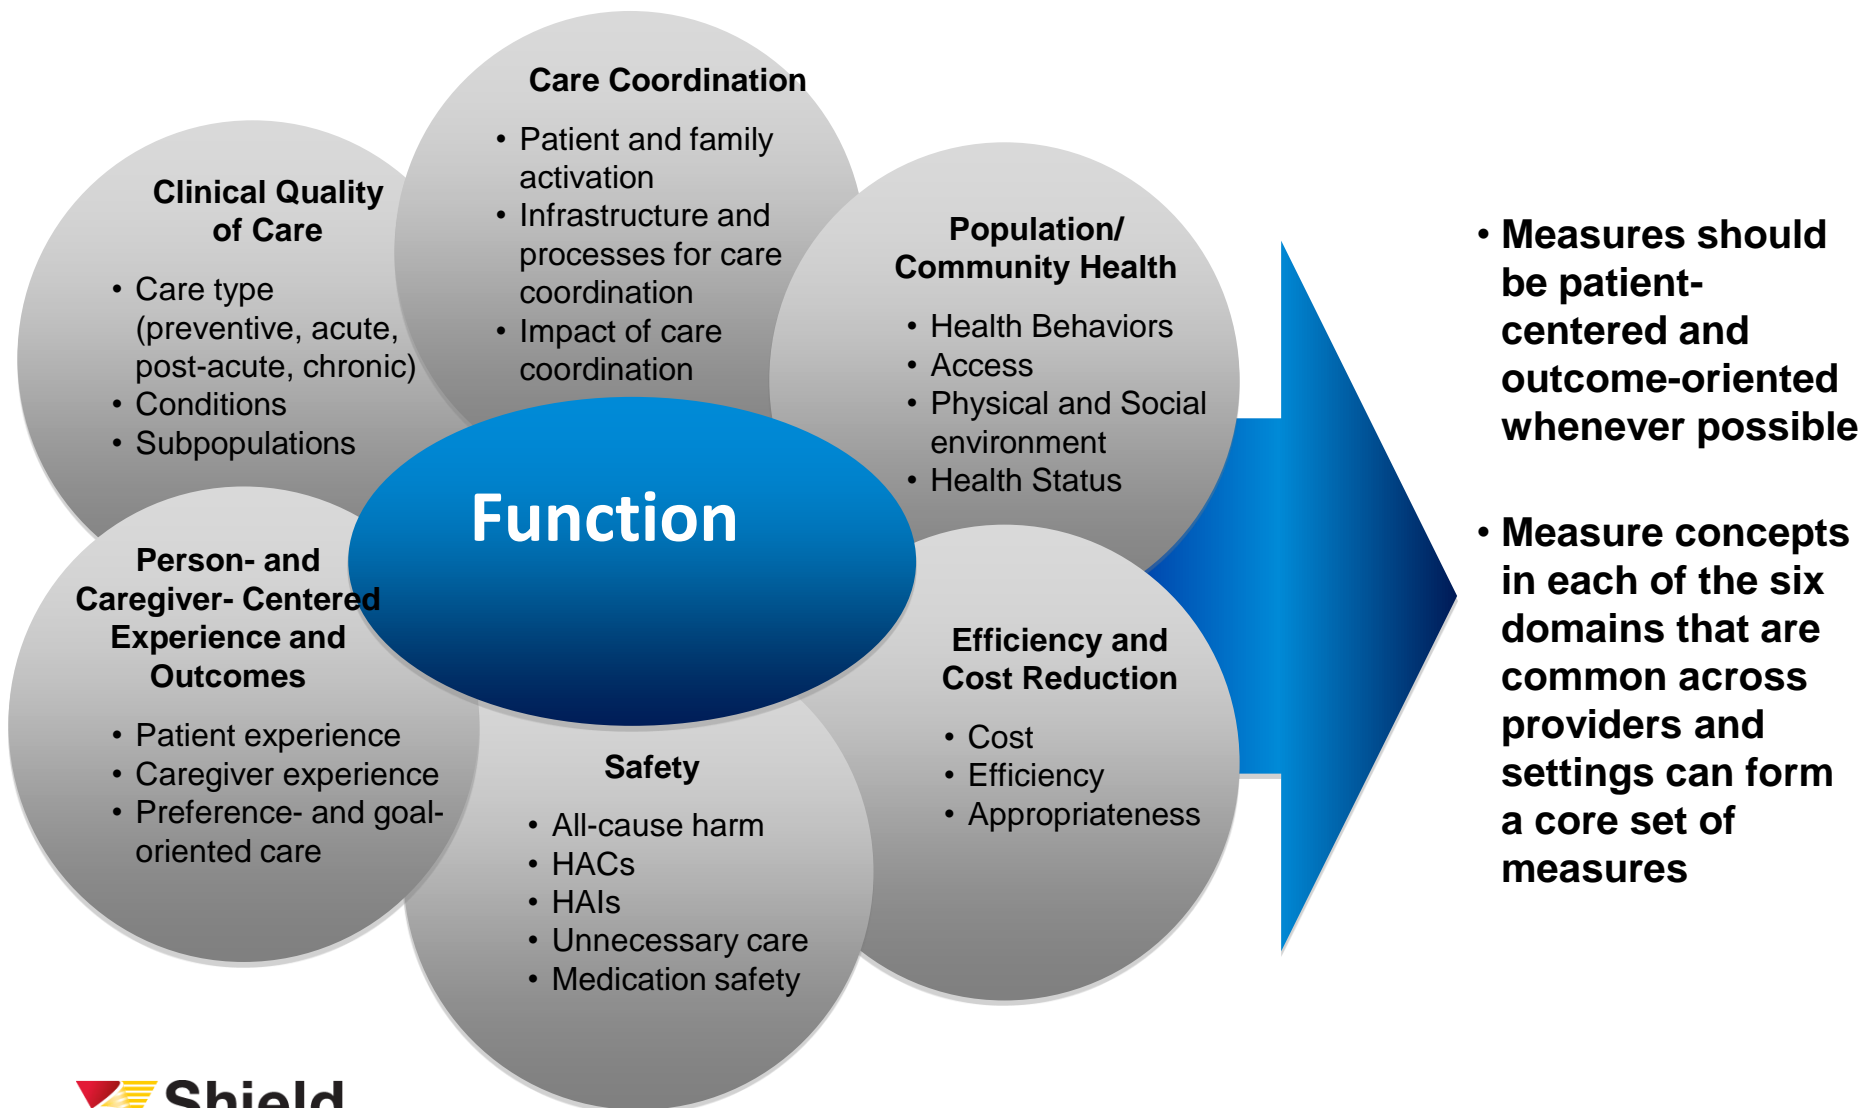 Care Coordination
• Patient and family
activation
• Infrastructure and
processes for care
coordination
• Impact of care
coordination
Clinical Quality
of Care
• Care type
(preventive, acute,
post-acute, chronic)
• Conditions
• Subpopulations
Population/
Community Health
• Health Behaviors
• Access
• Physical and Social
environment
• Health Status
Function
Person- and
Caregiver- Centered
Experience and
Outcomes
• Patient experience
• Caregiver experience
• Preference- and goal-
oriented care
Safety
• All-cause harm
• HACs
• HAIs
• Unnecessary care
• Medication safety
Efficiency and
Cost Reduction
• Cost
• Efficiency
• Appropriateness
• Measures should
be patient-
centered and
outcome-oriented
whenever possible
• Measure concepts
in each of the six
domains that are
common across
providers and
settings can form
a core set of
measures
Shield